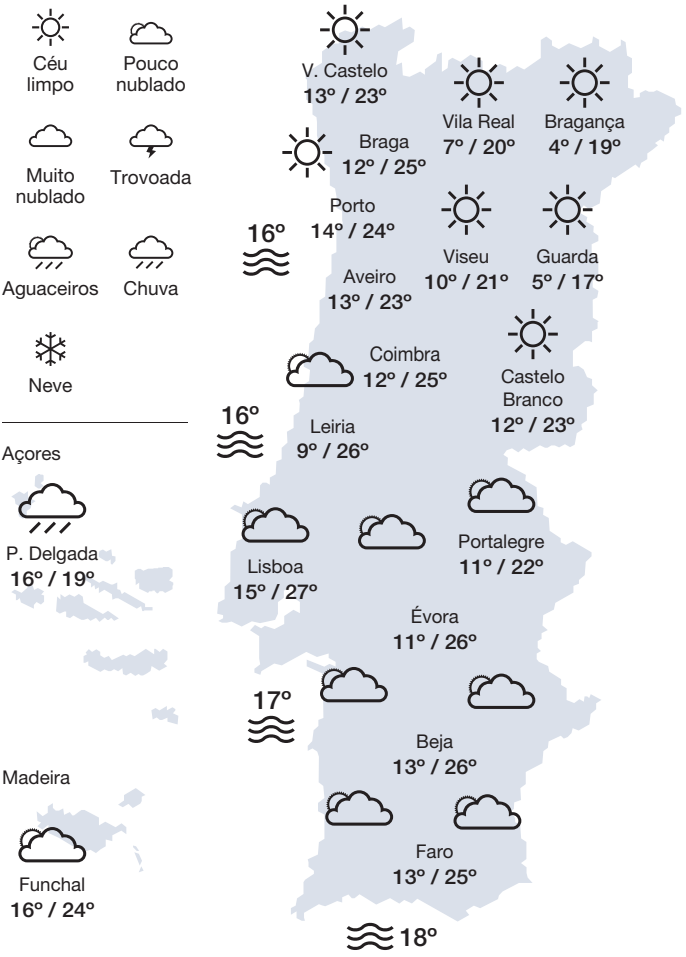 Céu
limpo
Pouco
nublado
Muito
nublado
Trovoada
Aguaceiros
Chuva
Neve
Açores
P. Delgada
16º / 19º
Madeira
Funchal
16º / 24º
V. Castelo
13º / 23º
Vila Real
7º / 20º
Bragança
4º / 19º
Braga
12º / 25º
Porto
14º / 24º
16º
Viseu
10º / 21º
Guarda
5º / 17º
Aveiro
13º / 23º
Coimbra
12º / 25º
Castelo
Branco
12º / 23º
16º
Leiria
9º / 26º
Lisboa
15º / 27º
Portalegre
11º / 22º
Évora
11º / 26º
17º
Beja
13º / 26º
Faro
13º / 25º
18º